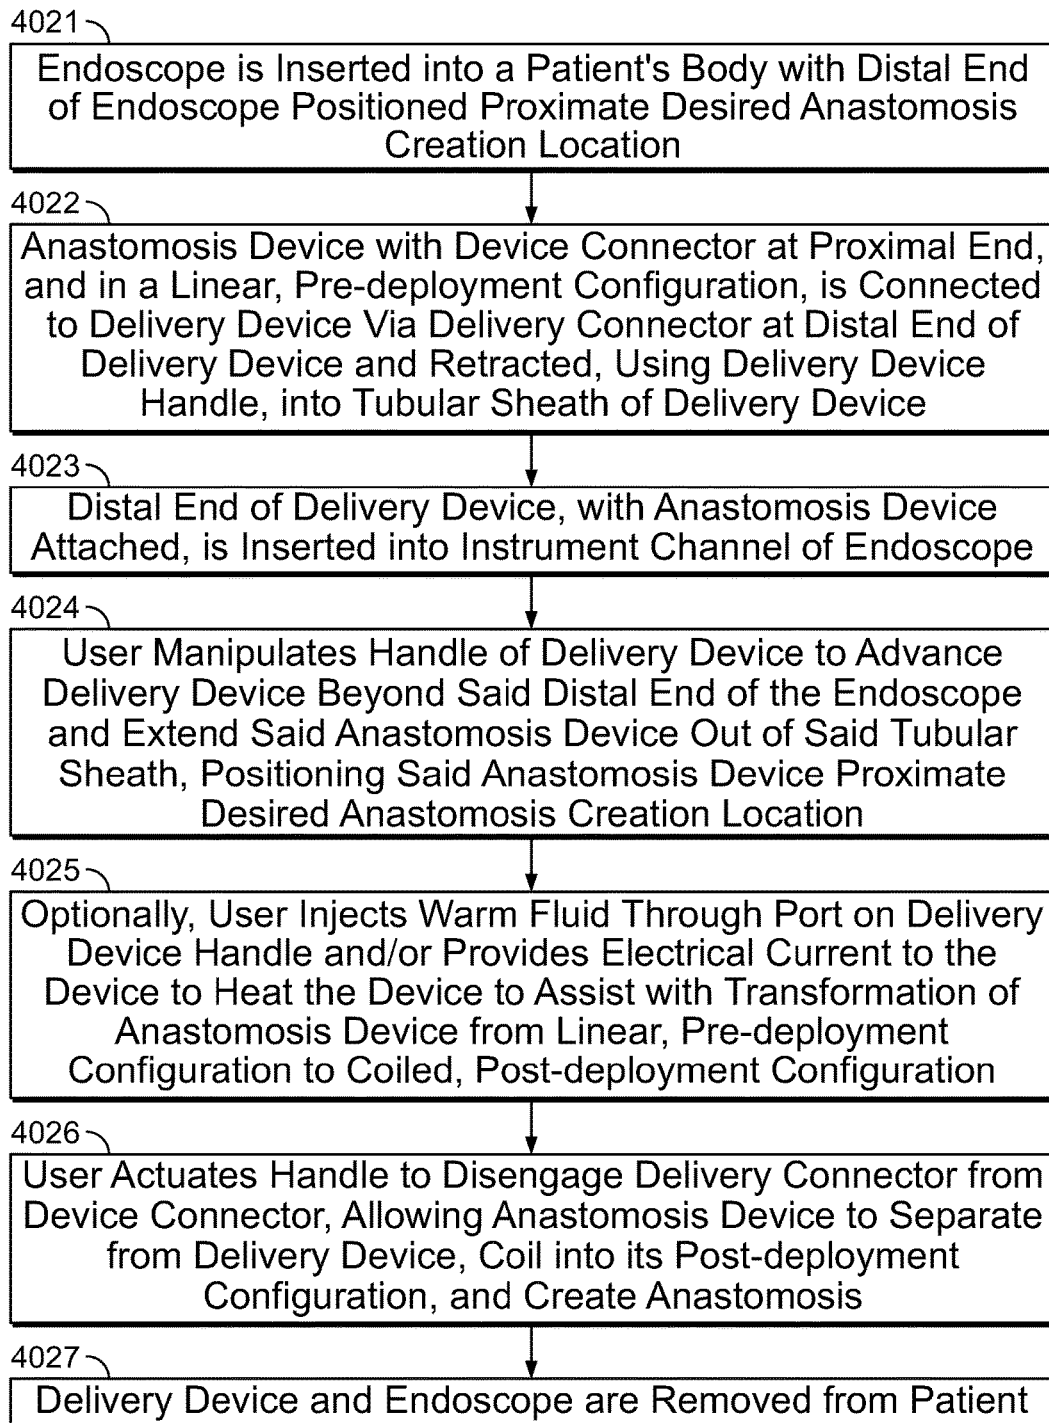 4021
Endoscope is Inserted into a Patient's Body with Distal End
of Endoscope Positioned Proximate Desired Anastomosis
Creation Location
4022
Anastomosis Device with Device Connector at Proximal End,
and in a Linear, Pre-deployment Configuration, is Connected
to Delivery Device Via Delivery Connector at Distal End of
Delivery Device and Retracted, Using Delivery Device
Handle, into Tubular Sheath of Delivery Device
4023
Distal End of Delivery Device, with Anastomosis Device
Attached, is Inserted into Instrument Channel of Endoscope
4024
User Manipulates Handle of Delivery Device to Advance
Delivery Device Beyond Said Distal End of the Endoscope
and Extend Said Anastomosis Device Out of Said Tubular
Sheath, Positioning Said Anastomosis Device Proximate
Desired Anastomosis Creation Location
4025
Optionally, User Injects Warm Fluid Through Port on Delivery
Device Handle and/or Provides Electrical Current to the
Device to Heat the Device to Assist with Transformation of
Anastomosis Device from Linear, Pre-deployment
Configuration to Coiled, Post-deployment Configuration
4026
User Actuates Handle to Disengage Delivery Connector from
Device Connector, Allowing Anastomosis Device to Separate
from Delivery Device, Coil into its Post-deployment
Configuration, and Create Anastomosis
4027
Delivery Device and Endoscope are Removed from Patient